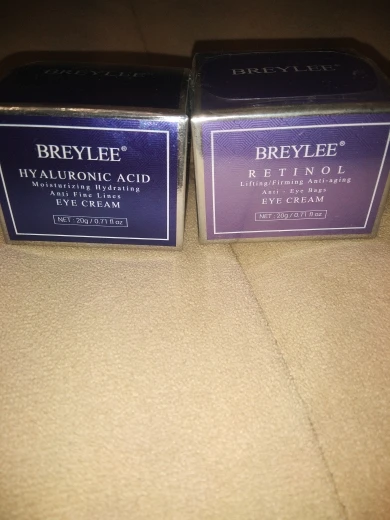 BREYLEE
BREYLEE®
HYALURONIC ACID
Moisturizing Hydrating
Anti Fine Lines
EYE CREAM
NET : 20g / 0.71 fl oz
BREYLEE®
BREYLEE®
RETINOL
Lifting/Firming Anti-aging
Anti - Eye Bags
EYE CREAM
NET : 20g / 0.71 fl oz